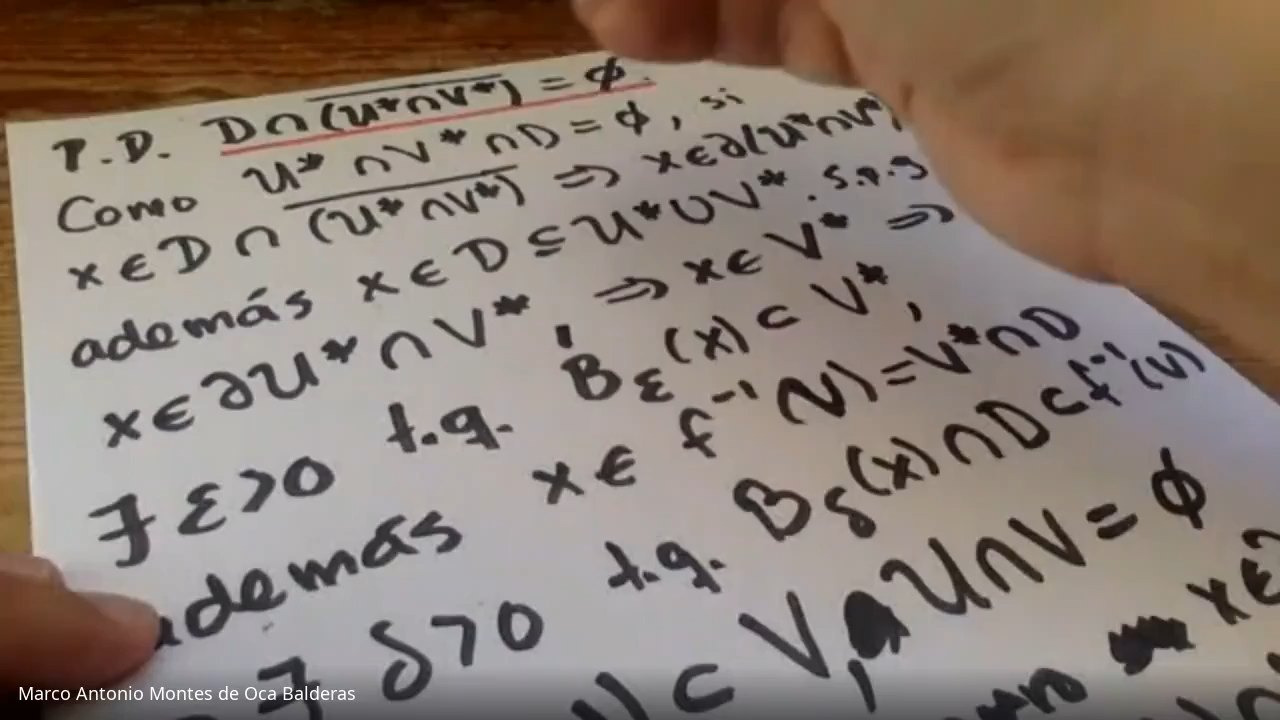 P.D. D∩(U*∩V*)‾ = ∅.
Como U*∩V*∩D = ∅, si
x∈D∩(U*∩V*)‾ ⇒ x∈∂(U*∩V*)
además x∈D⊆U*∪V*. s.p.g
x∈∂U*∩V*, ⇒ x∈V* ⇒
∃ ε>0 t.q. Bε(x)⊂V*,
además x∈f⁻¹(V)=V*∩D
∃ δ>0 t.q. Bδ(x)∩D⊂f⁻¹(V)
⊂V, U∩V=∅
x∈∂
Marco Antonio Montes de Oca Balderas